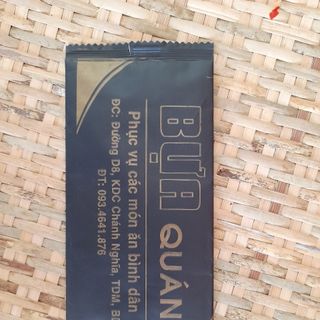 BỰA QUÁN
Phục vụ các món ăn bình dân
ĐC: Đường D8, KDC Chánh Nghĩa, TDM, BD
ĐT: 093.4641.876